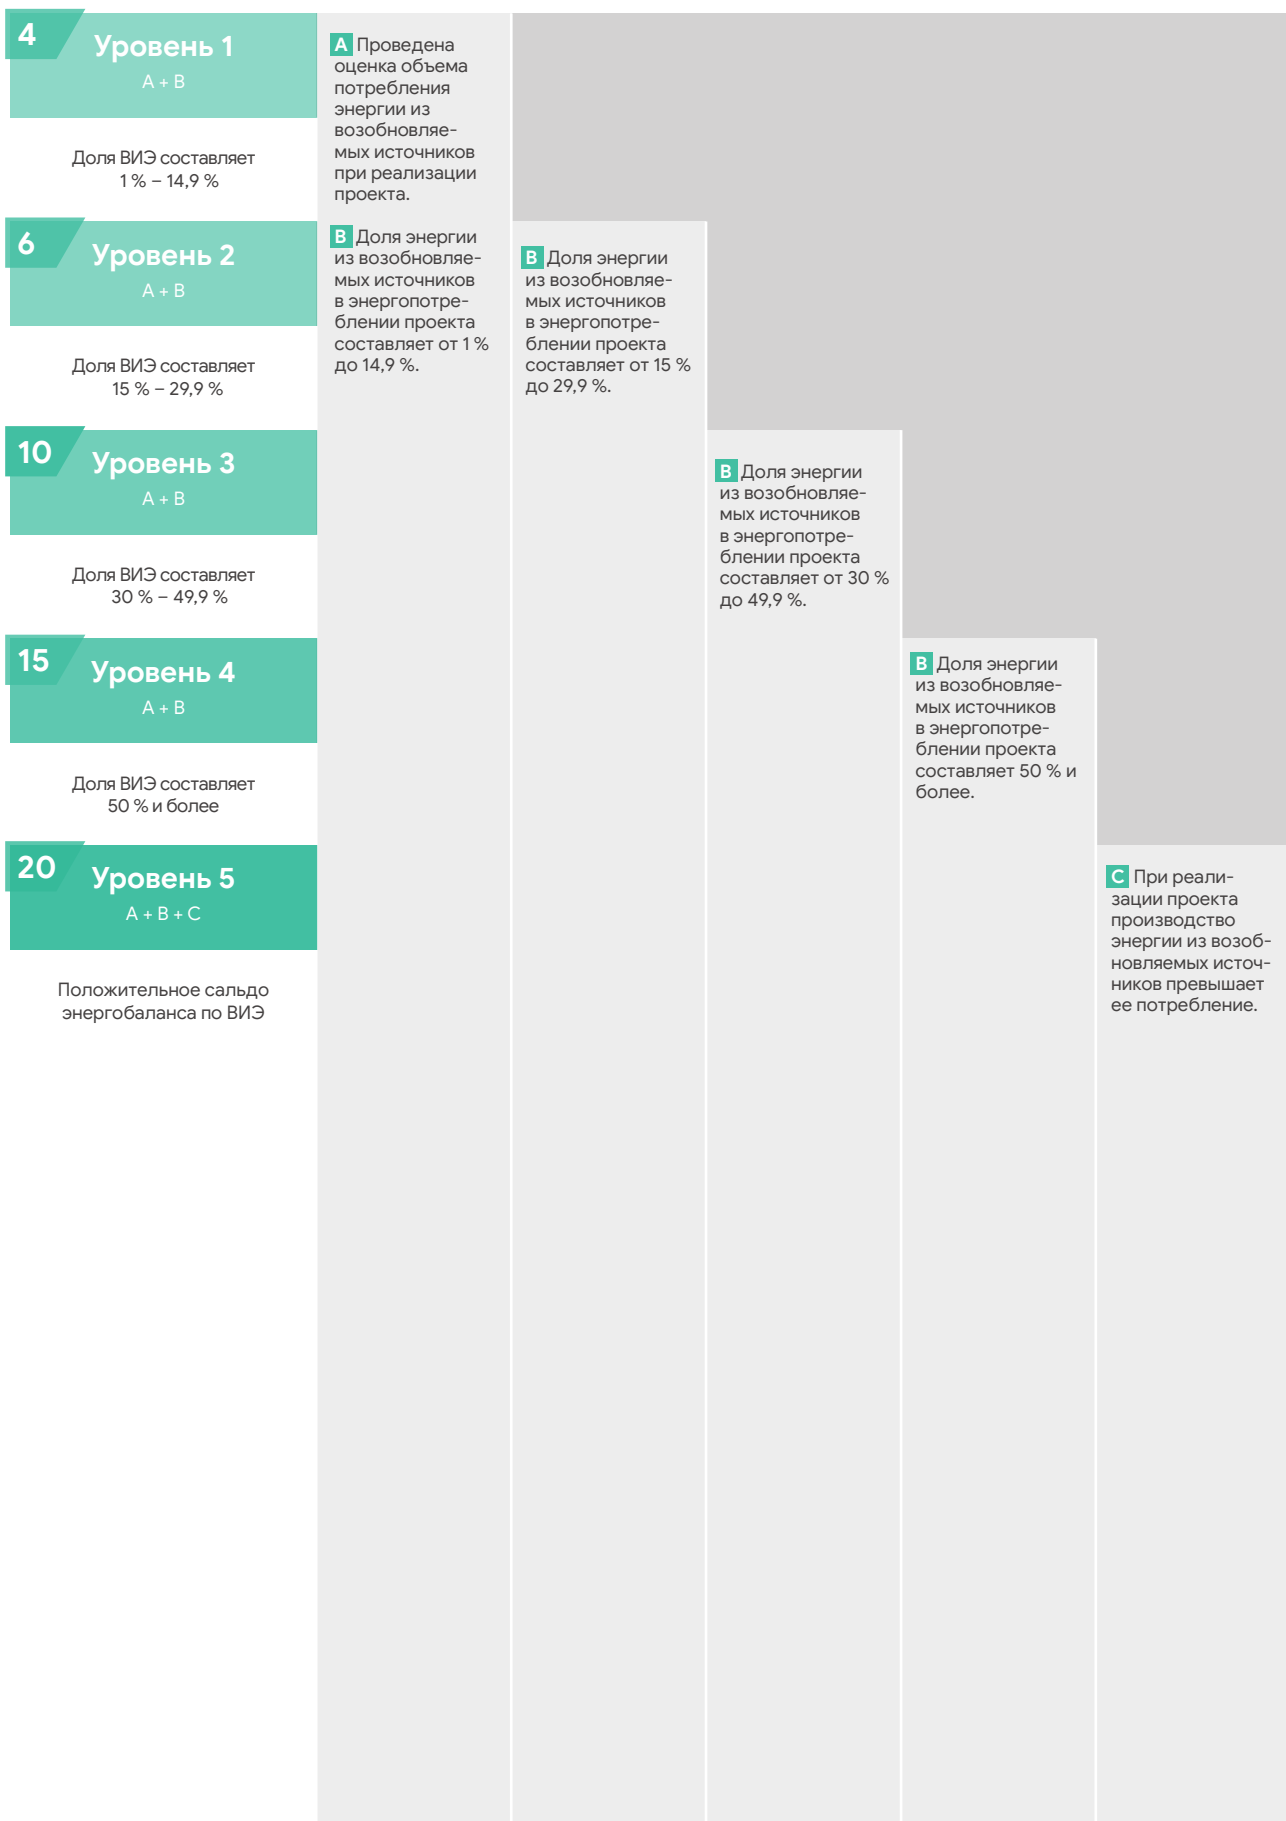 4
Уровень 1
A + B
Доля ВИЭ составляет
1 % – 14,9 %
6
Уровень 2
A + B
Доля ВИЭ составляет
15 % – 29,9 %
10
Уровень 3
A + B
Доля ВИЭ составляет
30 % – 49,9 %
15
Уровень 4
A + B
Доля ВИЭ составляет
50 % и более
20
Уровень 5
A + B + C
Положительное сальдо
энергобаланса по ВИЭ
A Проведена
оценка объема
потребления
энергии из
возобновляе-
мых источников
при реализации
проекта.
B Доля энергии
из возобновляе-
мых источников
в энергопотре-
блении проекта
составляет от 1 %
до 14,9 %.
B Доля энергии
из возобновляе-
мых источников
в энергопотре-
блении проекта
составляет от 15 %
до 29,9 %.
B Доля энергии
из возобновляе-
мых источников
в энергопотре-
блении проекта
составляет от 30 %
до 49,9 %.
B Доля энергии
из возобновляе-
мых источников
в энергопотре-
блении проекта
составляет 50 % и
более.
C При реали-
зации проекта
производство
энергии из возоб-
новляемых источ-
ников превышает
ее потребление.